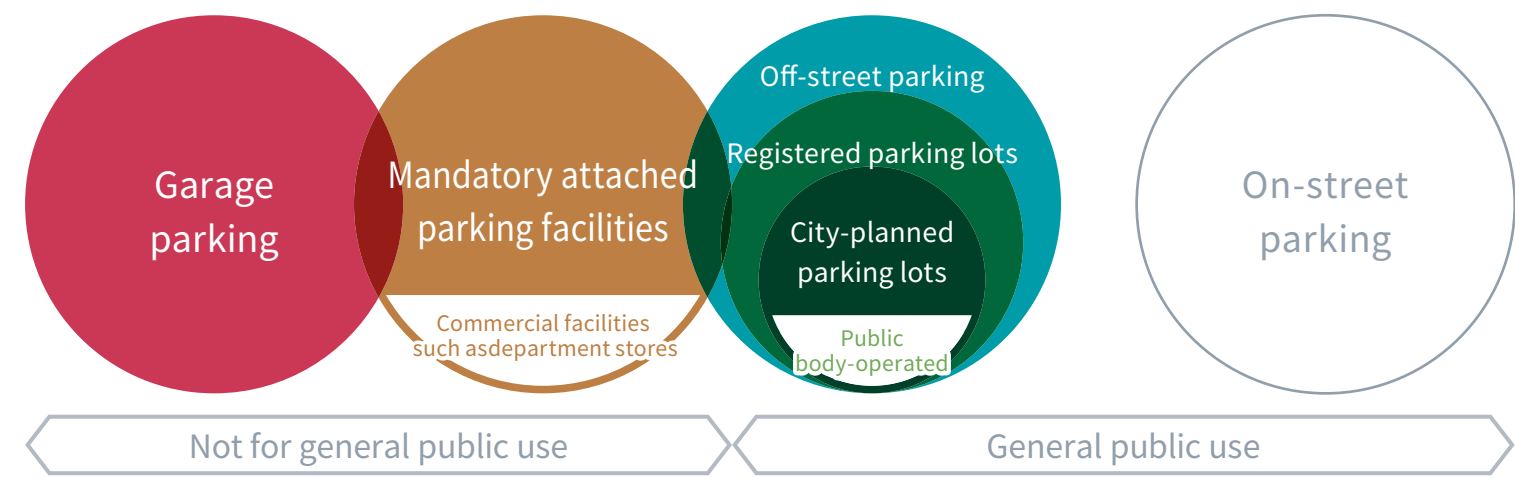 Garage
parking
Mandatory attached
parking facilities
Commercial facilities
such asdepartment stores
Off-street parking
Registered parking lots
City-planned
parking lots
Public
body-operated
On-street
parking
Not for general public use
General public use